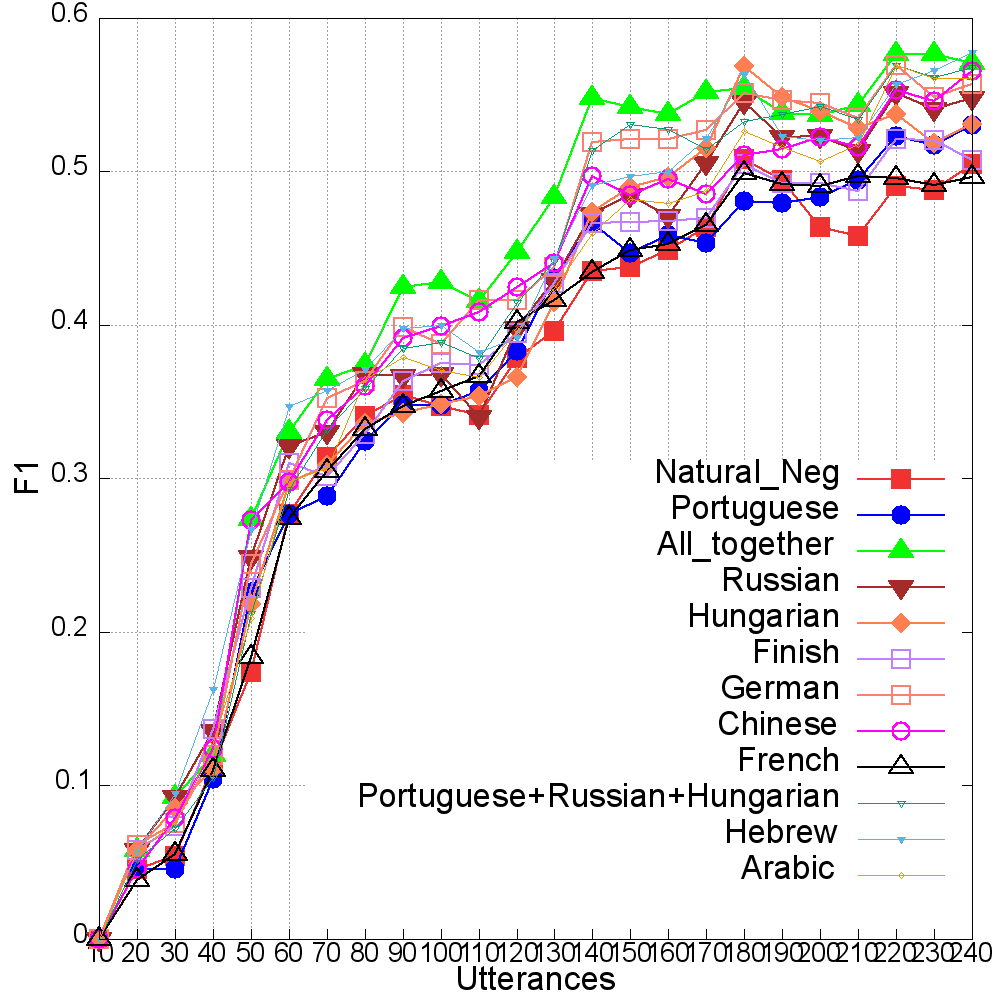 0.6
0.5
0.4
0.3
0.2
0.1
0
F1
Natural_Neg
Portuguese
All_together
Russian
Hungarian
Finish
German
Chinese
French
Portuguese+Russian+Hungarian
Hebrew
Arabic
10 20 30 40 50 60 70 80 90 100 110 120 130 140 150 160 170 180 190 200 210 220 230 240
Utterances